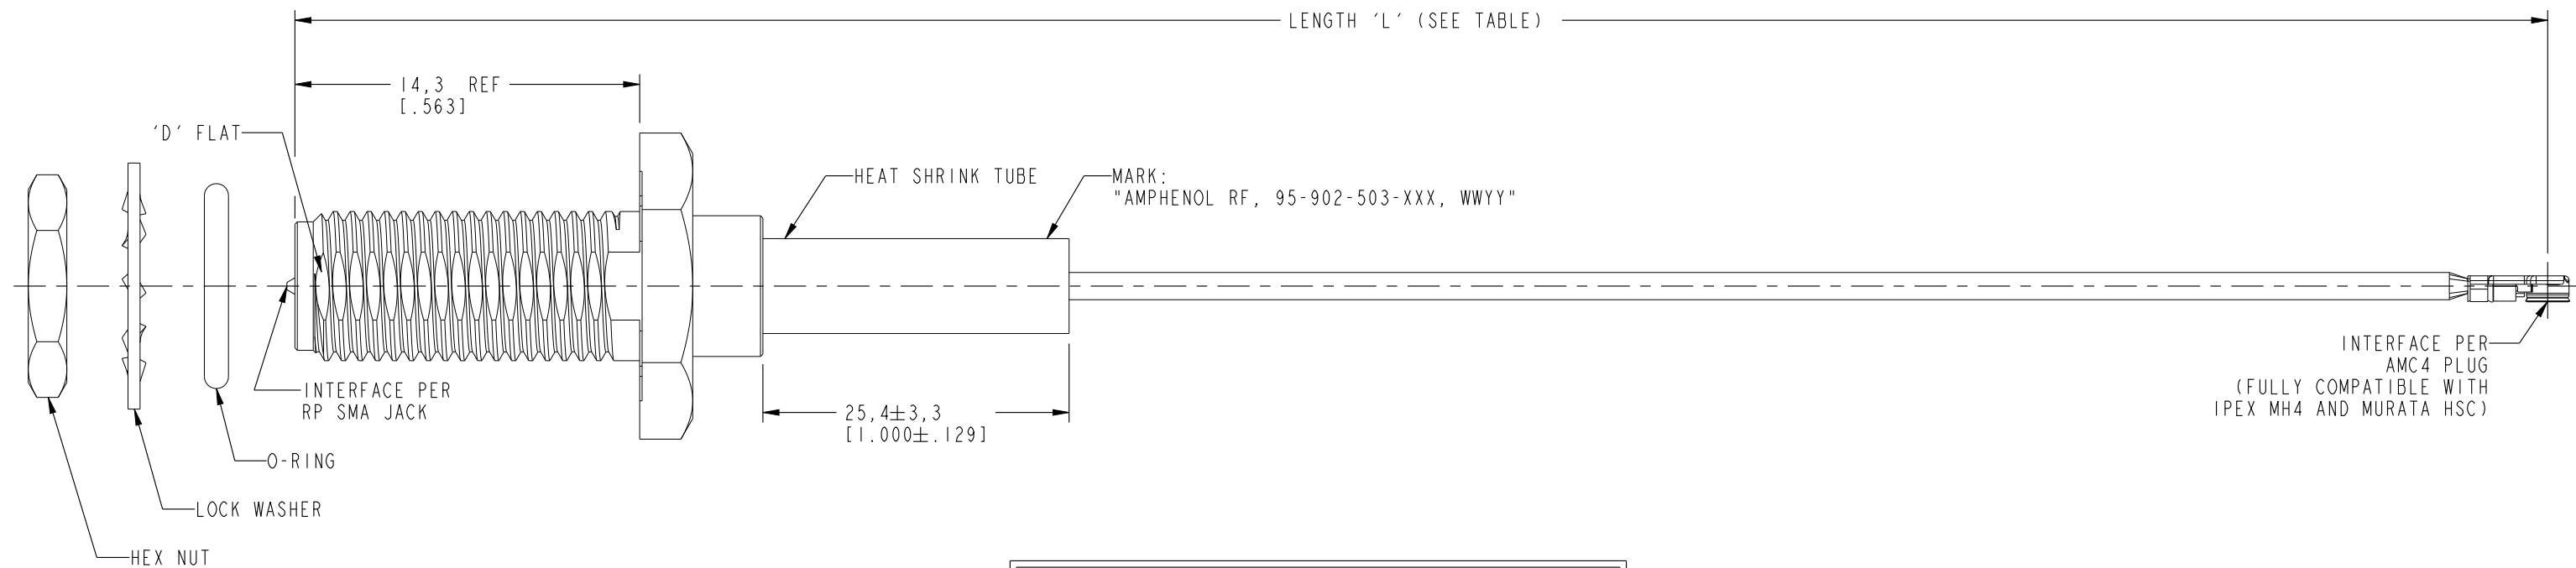 LENGTH 'L' (SEE TABLE)
14,3 REF
[.563]
'D' FLAT
HEAT SHRINK TUBE
MARK:
"AMPHENOL RF, 95-902-503-XXX, WWYY"
INTERFACE PER
RP SMA JACK
25,4±3,3
[1.000±.129]
INTERFACE PER
AMC4 PLUG
(FULLY COMPATIBLE WITH
IPEX MH4 AND MURATA HSC)
O-RING
LOCK WASHER
HEX NUT